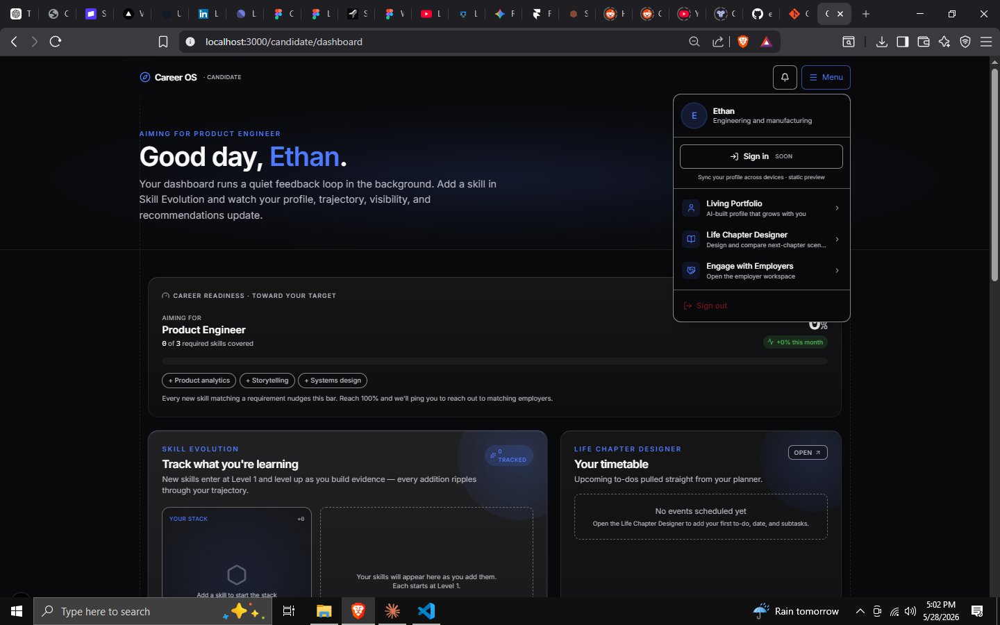 localhost:3000/candidate/dashboard
Career OS · CANDIDATE
Menu
E
Ethan
Engineering and manufacturing
Sign in SOON
Sync your profile across devices · static preview
Living Portfolio
AI-built profile that grows with you
Life Chapter Designer
Design and compare next-chapter scen...
Engage with Employers
Open the employer workspace
Sign out
AIMING FOR PRODUCT ENGINEER
Good day, Ethan.
Your dashboard runs a quiet feedback loop in the background. Add a skill in
Skill Evolution and watch your profile, trajectory, visibility, and
recommendations update.
CAREER READINESS · TOWARD YOUR TARGET
AIMING FOR
Product Engineer
0 of 3 required skills covered
0%
+0% this month
+ Product analytics
+ Storytelling
+ Systems design
Every new skill matching a requirement nudges this bar. Reach 100% and we'll ping you to reach out to matching employers.
SKILL EVOLUTION
0 TRACKED
Track what you're learning
New skills enter at Level 1 and level up as you build evidence — every addition ripples
through your trajectory.
YOUR STACK +0
Add a skill to start the stack
Your skills will appear here as you add them.
Each starts at Level 1.
LIFE CHAPTER DESIGNER
OPEN
Your timetable
Upcoming to-dos pulled straight from your planner.
No events scheduled yet
Open the Life Chapter Designer to add your first to-do, date, and subtasks.
Type here to search
Rain tomorrow
5:02 PM
5/28/2026